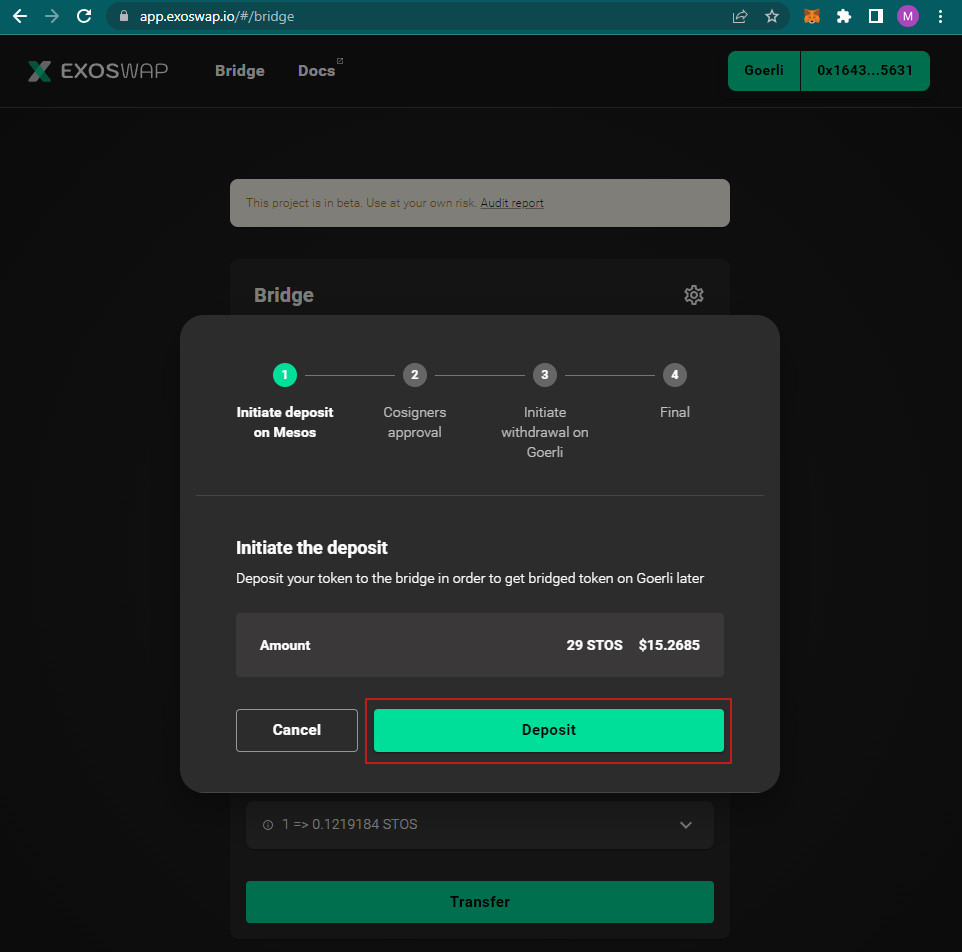 app.exoswap.io/#/bridge
M
EXOSWAP
Bridge
Docs
Goerli
0x1643...5631
This project is in beta. Use at your own risk. Audit report
Bridge
1
2
3
4
Initiate deposit
on Mesos
Cosigners
approval
Initiate
withdrawal on
Goerli
Final
Initiate the deposit
Deposit your token to the bridge in order to get bridged token on Goerli later
Amount
29 STOS $15.2685
Cancel
Deposit
1 => 0.1219184 STOS
Transfer